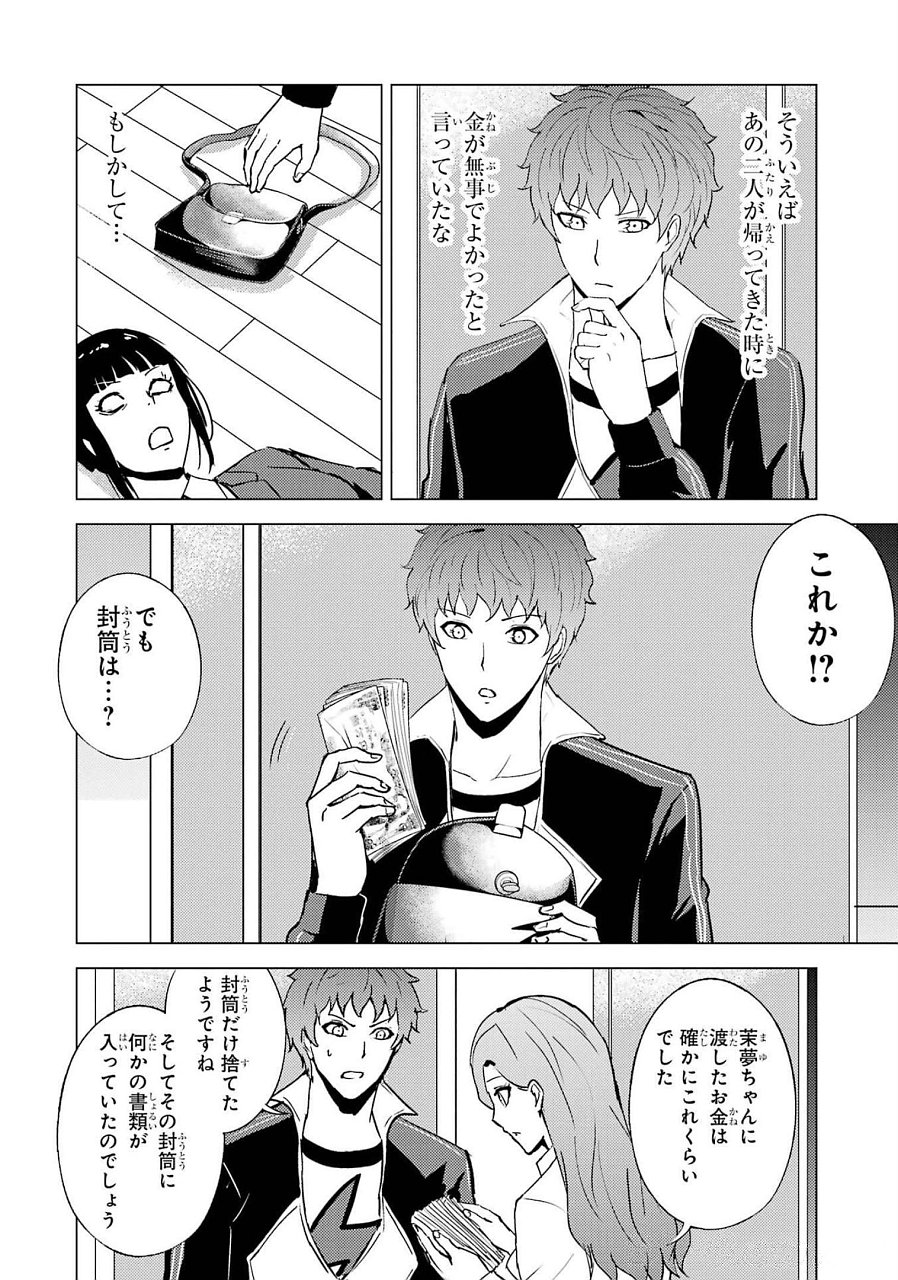 そういえば
あの二人が帰ってきた時に
金が無事でよかったと
言っていたな
もしかして…
これか!?
でも
封筒は…?
茉夢ちゃんに
渡したお金は
確かにこれくらい
でした
封筒だけ捨てた
ようですね
そしてその封筒に
何かの書類が
入っていたのでしょう